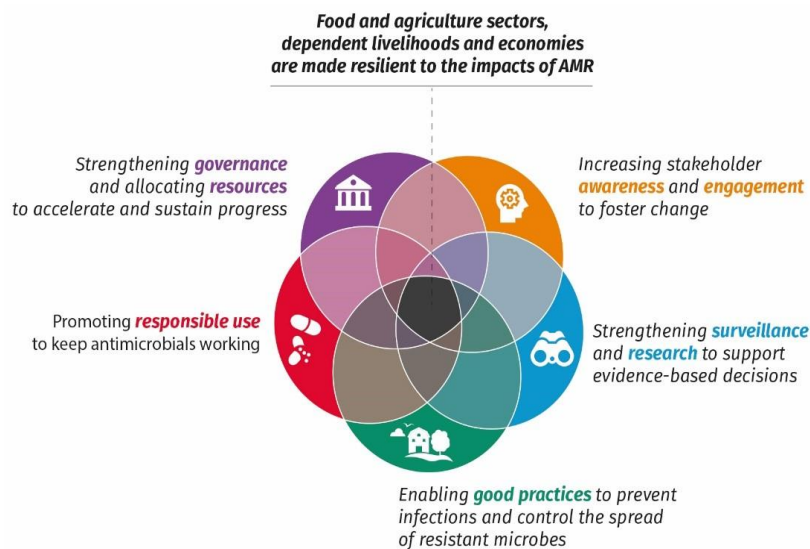 Food and agriculture sectors,
dependent livelihoods and economies
are made resilient to the impacts of AMR
Strengthening governance
and allocating resources
to accelerate and sustain progress
Increasing stakeholder
awareness and engagement
to foster change
Promoting responsible use
to keep antimicrobials working
Strengthening surveillance
and research to support
evidence-based decisions
Enabling good practices to prevent
infections and control the spread
of resistant microbes